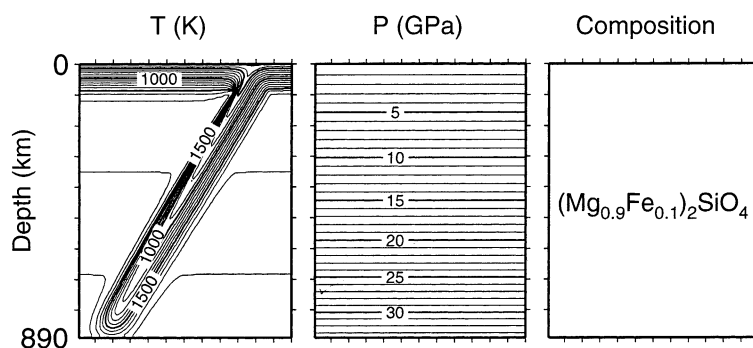 T (K)
P (GPa)
Composition
0
1000
1500
1000
1500
Depth (km)
890
5
10
15
20
25
30
(Mg0.9Fe0.1)2SiO4